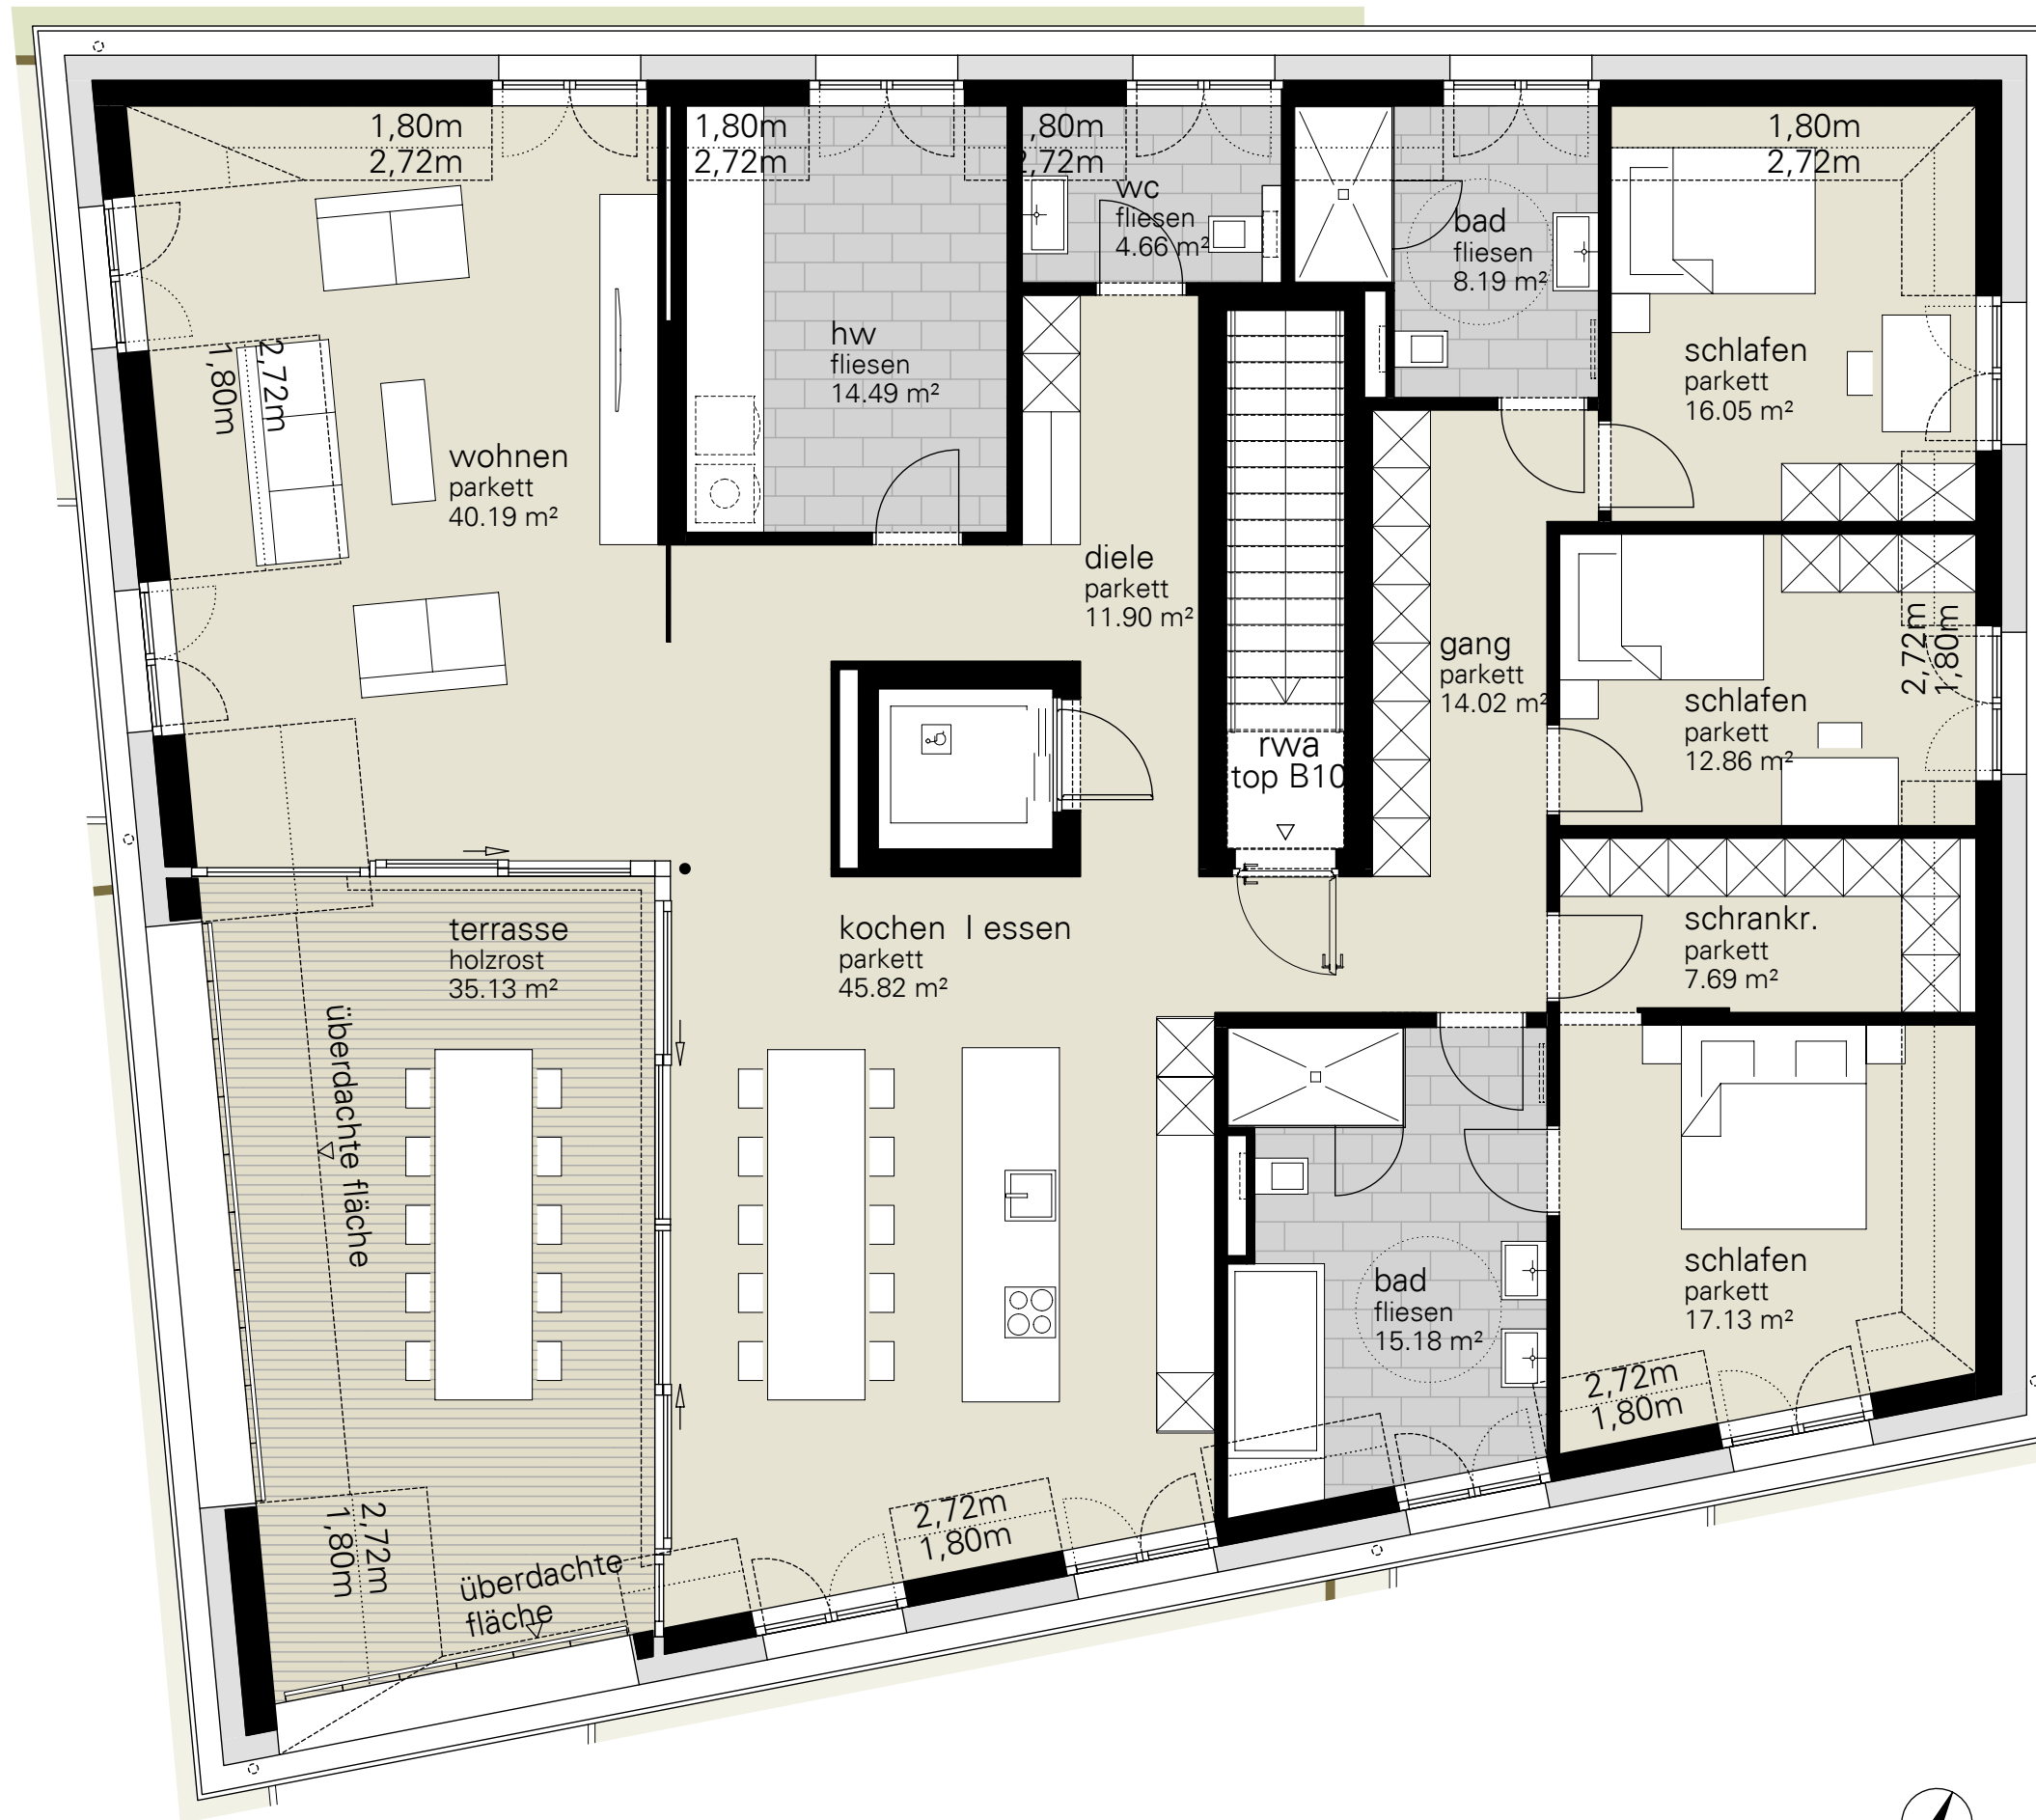 1,80m
2,72m
1,80m
2,72m
,80m
2,72m
1,80m
2,72m
wc
fliesen
4.66 m²
bad
fliesen
8.19 m²
hw
fliesen
14.49 m²
schlafen
parkett
16.05 m²
2,72m
1,80m
wohnen
parkett
40.19 m²
diele
parkett
11.90 m²
gang
parkett
14.02 m²
2,72m
1,80m
schlafen
parkett
12.86 m²
rwa
top B10
terrasse
holzrost
35.13 m²
kochen I essen
parkett
45.82 m²
schrankr.
parkett
7.69 m²
überdachte fläche
bad
fliesen
15.18 m²
schlafen
parkett
17.13 m²
2,72m
1,80m
2,72m
1,80m
2,72m
1,80m
überdachte
fläche